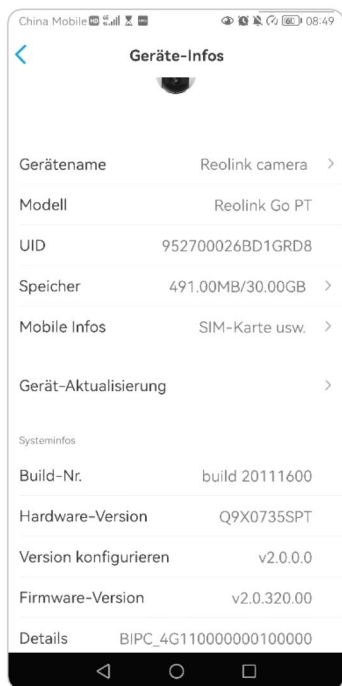 China Mobile HD 08:49
Geräte-Infos
Gerätename Reolink camera
Modell Reolink Go PT
UID 952700026BD1GRD8
Speicher 491.00MB/30.00GB
Mobile Infos SIM-Karte usw.
Gerät-Aktualisierung
Systeminfos
Build-Nr. build 20111600
Hardware-Version Q9X0735SPT
Version konfigurieren v2.0.0.0
Firmware-Version v2.0.320.00
Details BIPC_4G110000000100000